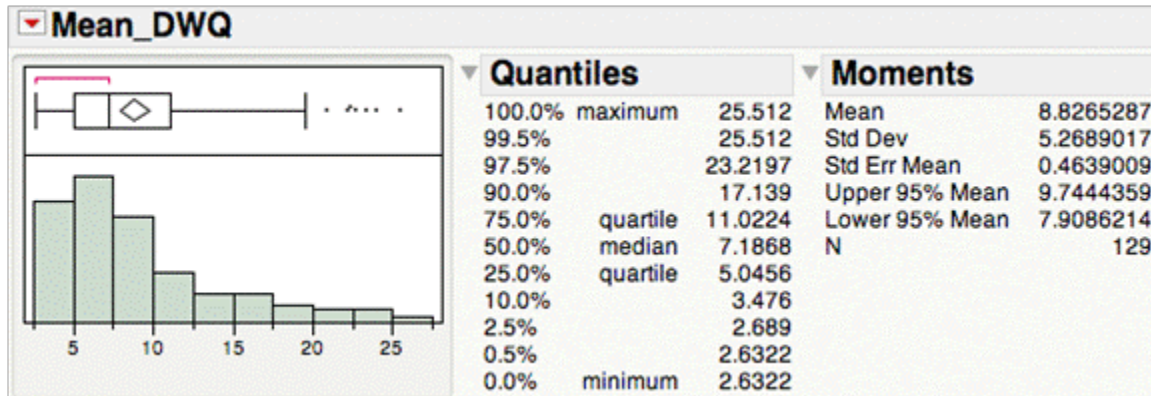 Mean_DWQ
5 10 15 20 25
Quantiles
100.0% maximum 25.512
99.5% 25.512
97.5% 23.2197
90.0% 17.139
75.0% quartile 11.0224
50.0% median 7.1868
25.0% quartile 5.0456
10.0% 3.476
2.5% 2.689
0.5% 2.6322
0.0% minimum 2.6322
Moments
Mean 8.8265287
Std Dev 5.2689017
Std Err Mean 0.4639009
Upper 95% Mean 9.7444359
Lower 95% Mean 7.9086214
N 129